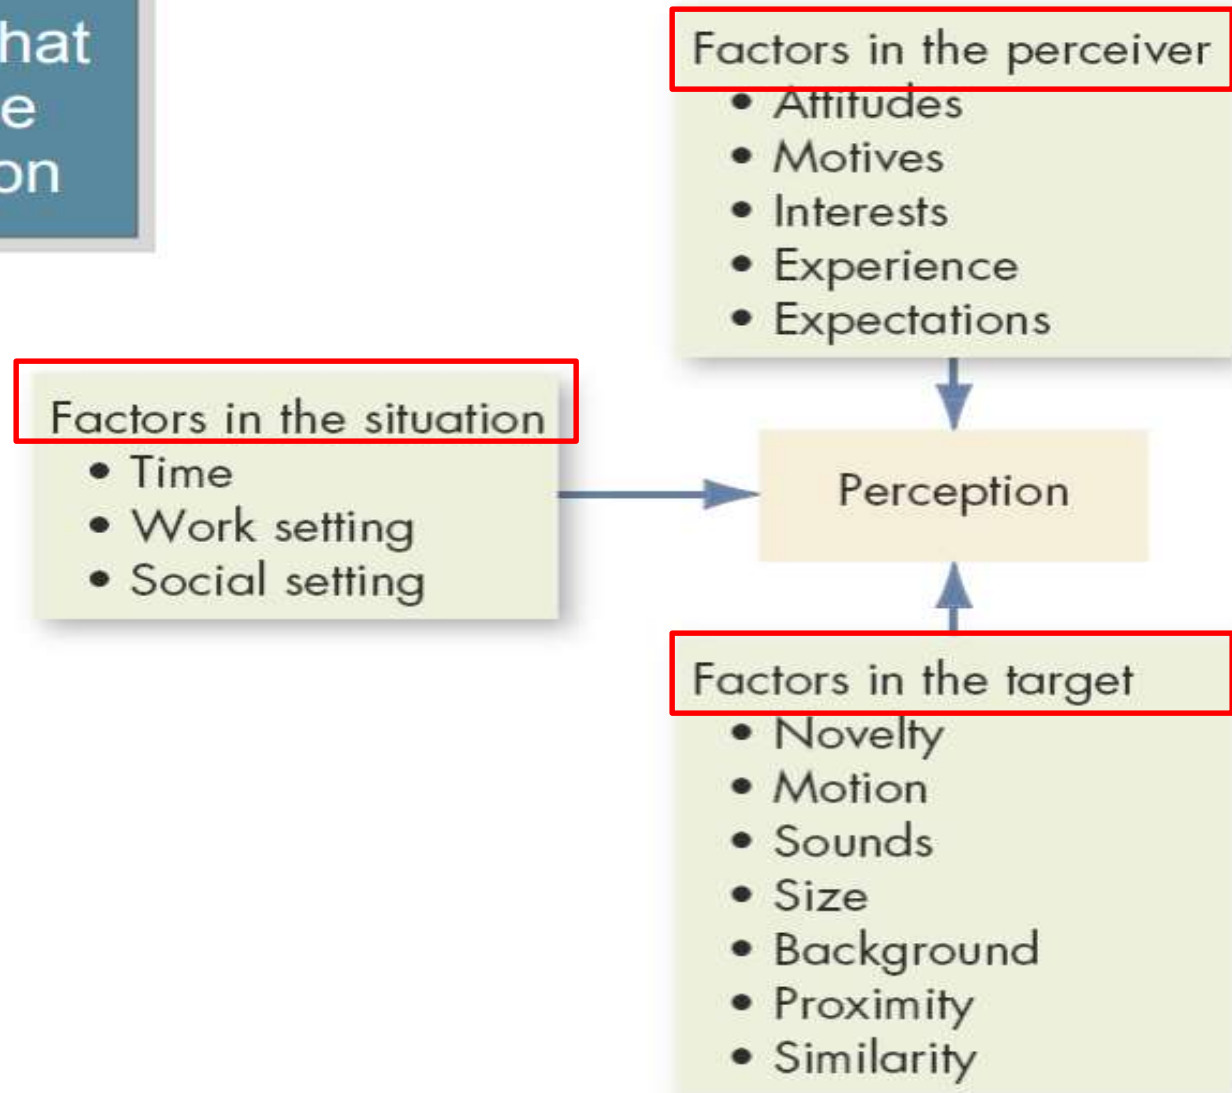 hat
e
on
Factors in the perceiver
• Attitudes
• Motives
• Interests
• Experience
• Expectations
Factors in the situation
• Time
• Work setting
• Social setting
Perception
Factors in the target
• Novelty
• Motion
• Sounds
• Size
• Background
• Proximity
• Similarity